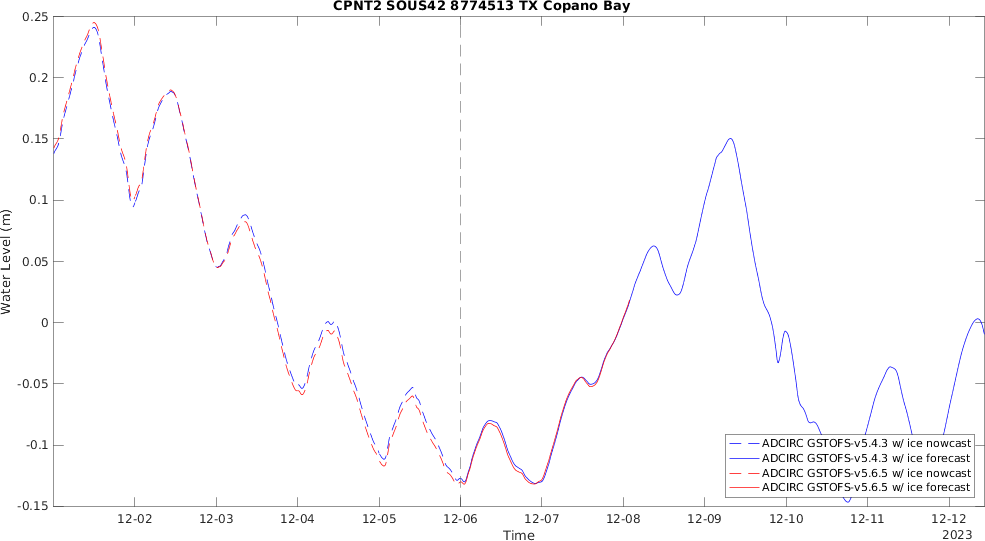 CPNT2 SOUS42 8774513 TX Copano Bay
0.25
0.2
0.15
0.1
0.05
0
-0.05
-0.1
-0.15
Water Level (m)
ADCIRC GSTOFS-v5.4.3 w/ ice nowcast
ADCIRC GSTOFS-v5.4.3 w/ ice forecast
ADCIRC GSTOFS-v5.6.5 w/ ice nowcast
ADCIRC GSTOFS-v5.6.5 w/ ice forecast
12-02 12-03 12-04 12-05 12-06 12-07 12-08 12-09 12-10 12-11 12-12
Time
2023